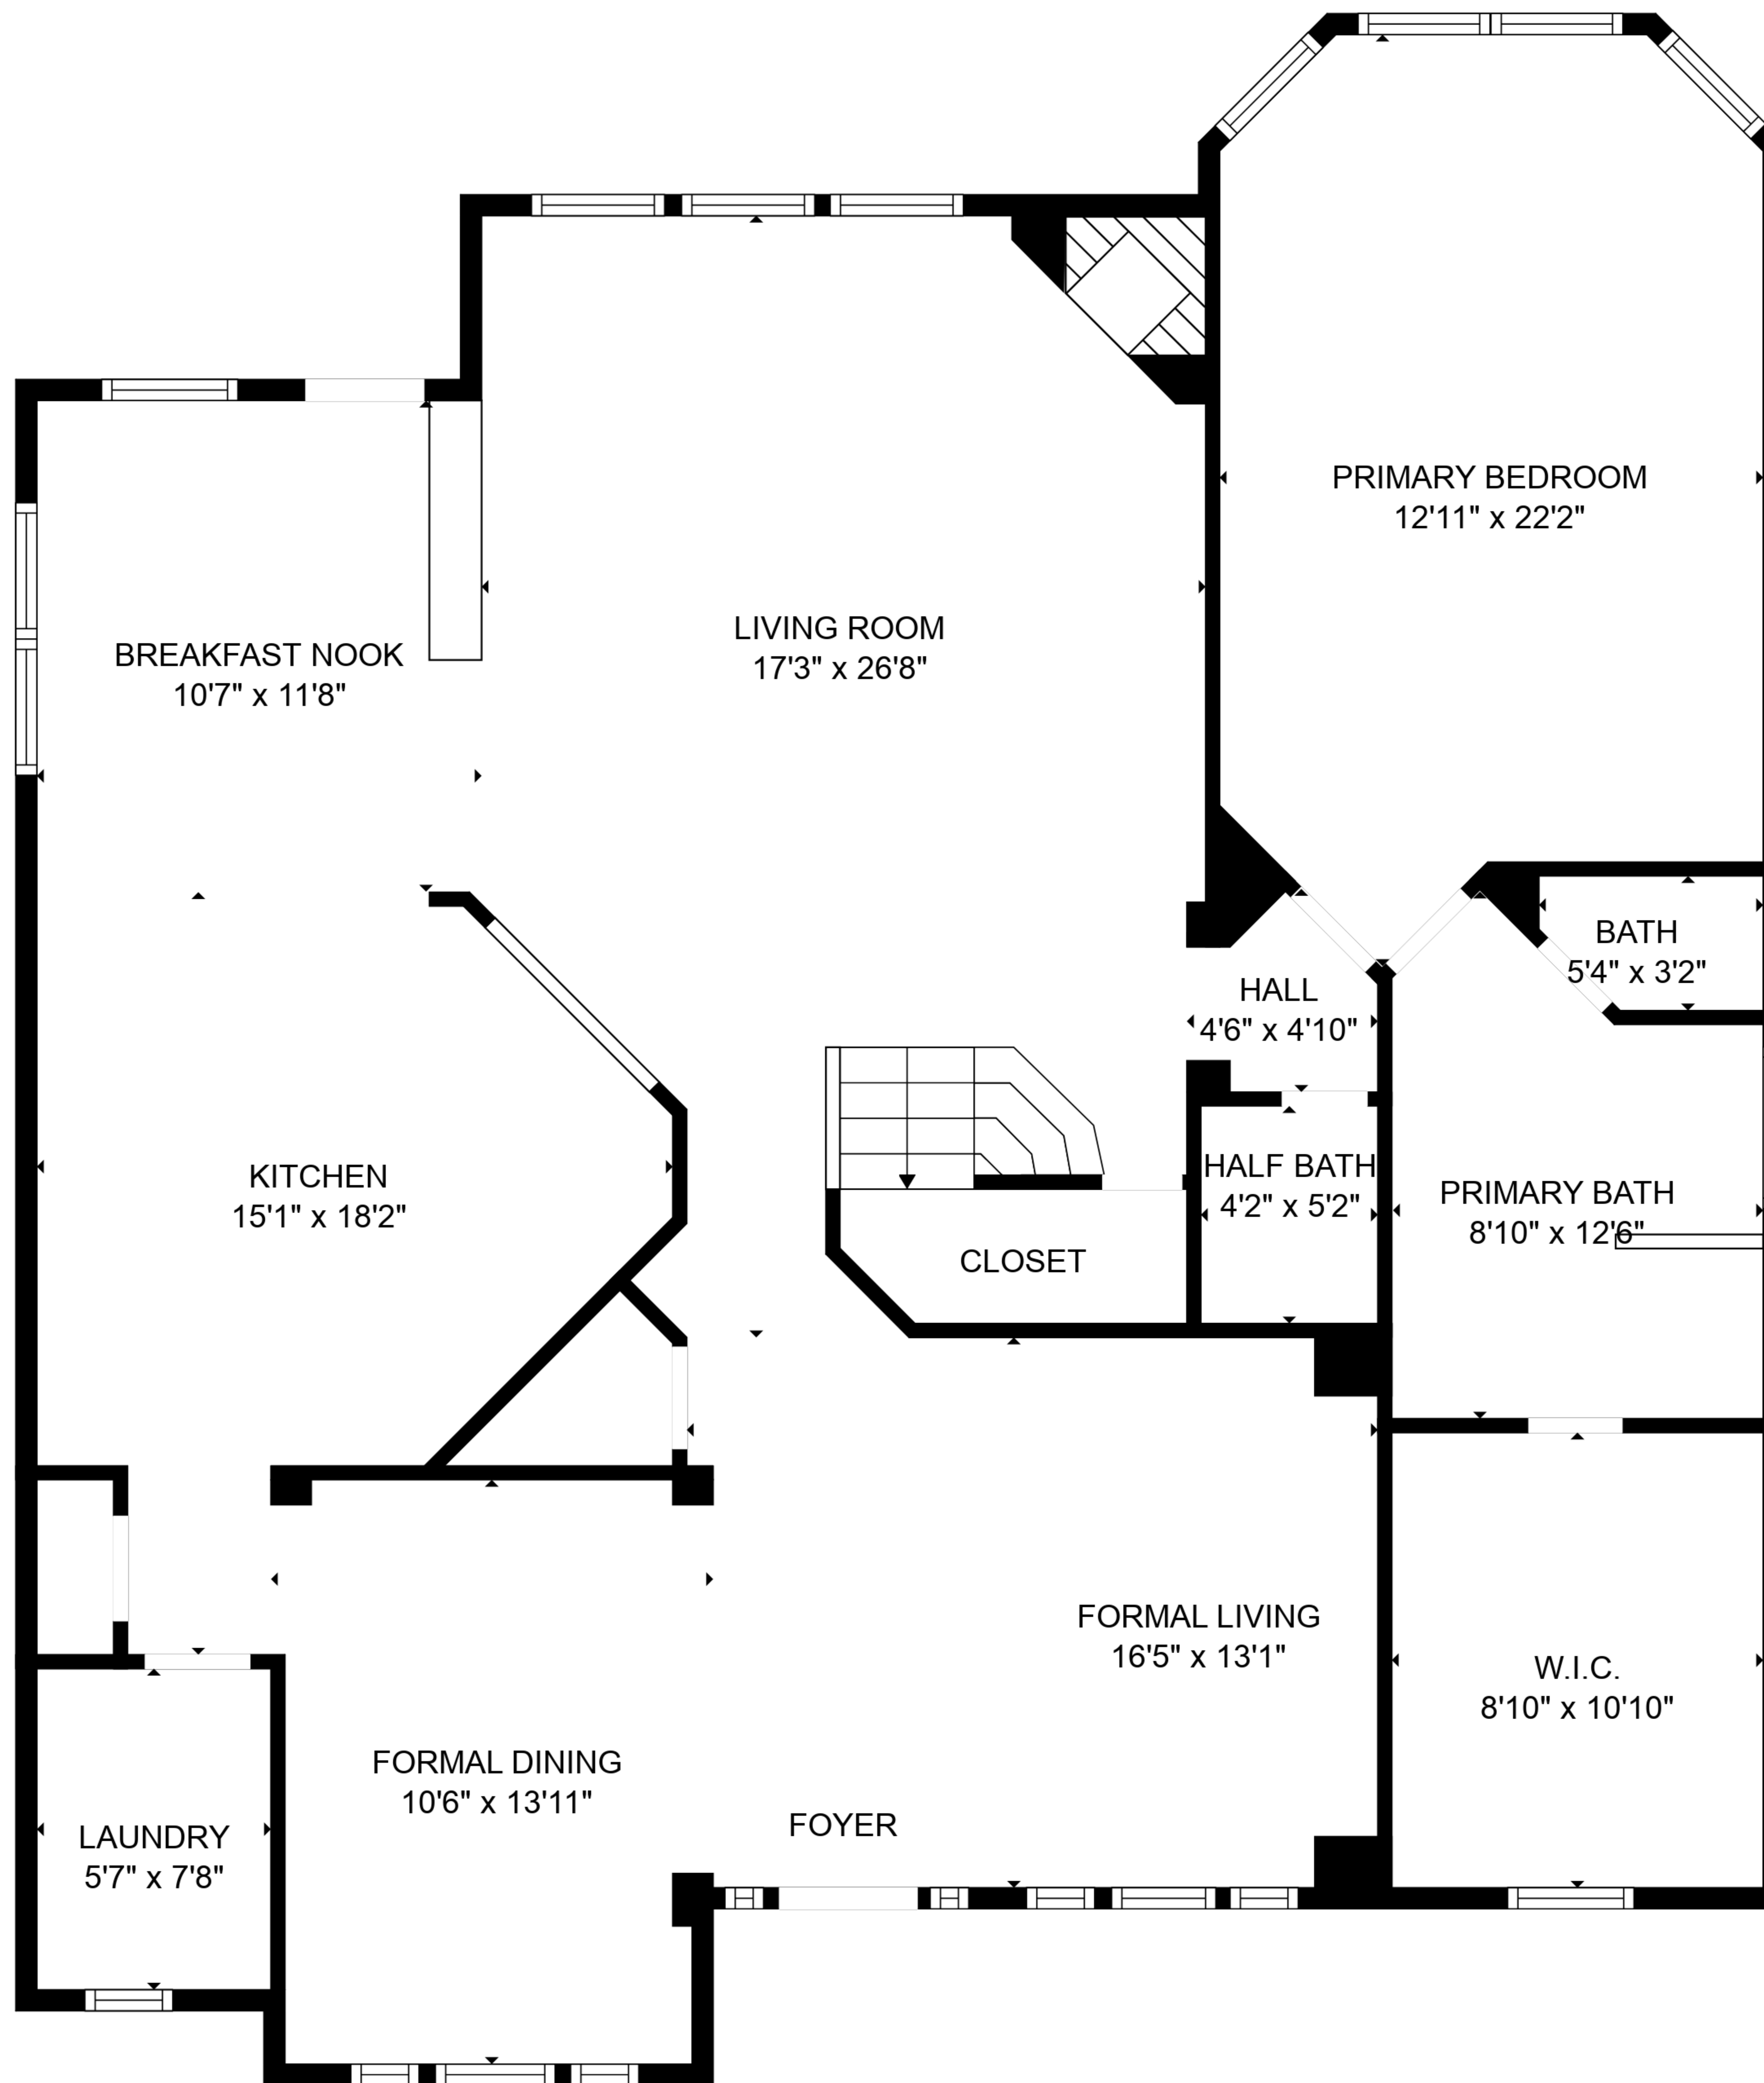 PRIMARY BEDROOM
12'11" x 22'2"
LIVING ROOM
17'3" x 26'8"
BREAKFAST NOOK
10'7" x 11'8"
BATH
5'4" x 3'2"
HALL
4'6" x 4'10"
KITCHEN
15'1" x 18'2"
HALF BATH
4'2" x 5'2"
PRIMARY BATH
8'10" x 12'6"
CLOSET
FORMAL LIVING
16'5" x 13'1"
W.I.C.
8'10" x 10'10"
FORMAL DINING
10'6" x 13'11"
FOYER
LAUNDRY
5'7" x 7'8"